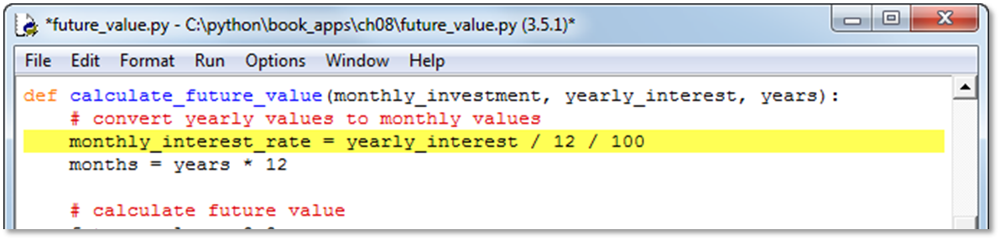 *future_value.py - C:\python\book_apps\ch08\future_value.py (3.5.1)*
File Edit Format Run Options Window Help
def calculate_future_value(monthly_investment, yearly_interest, years):
    # convert yearly values to monthly values
    monthly_interest_rate = yearly_interest / 12 / 100
    months = years * 12
    # calculate future value